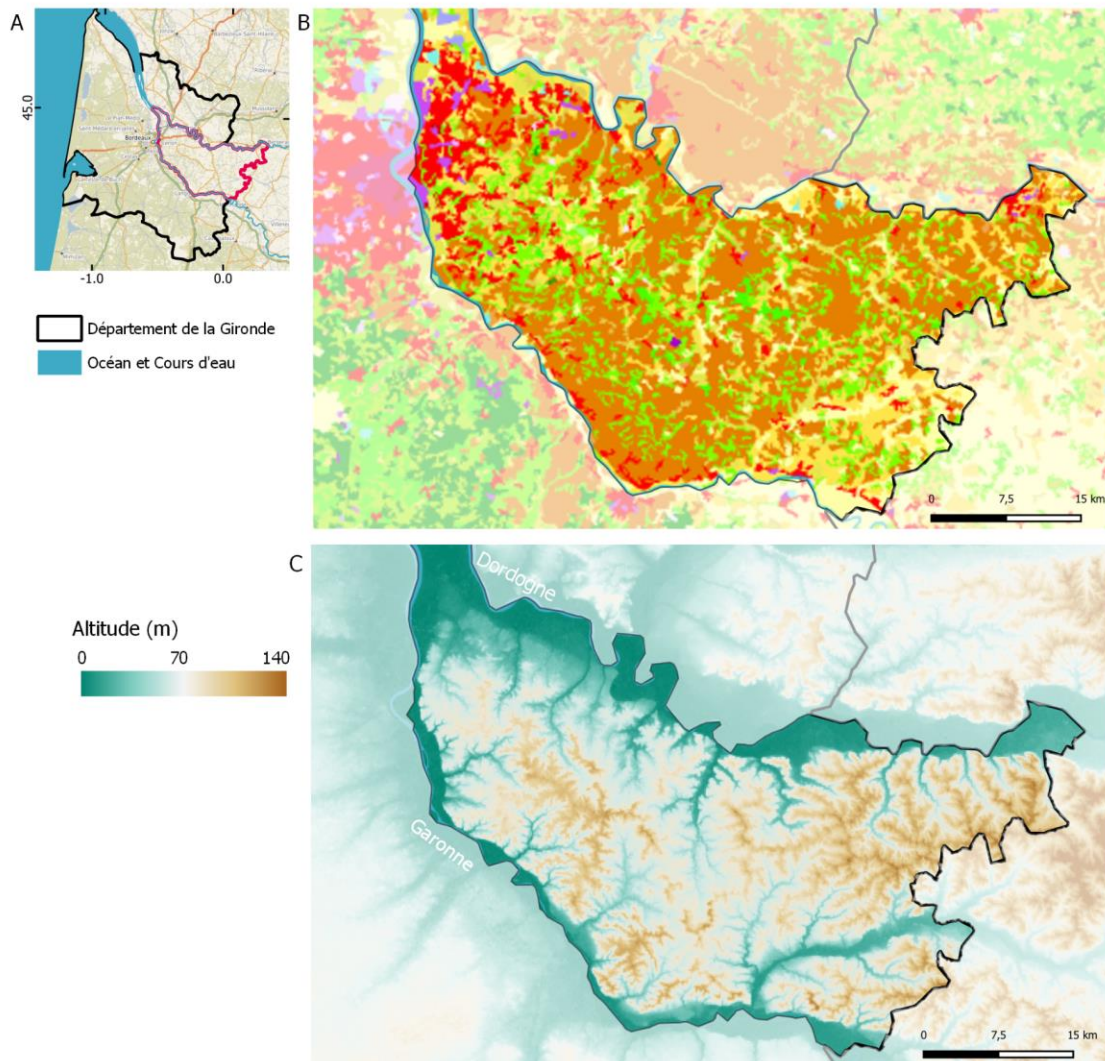 A
B
45.0
Bordeaux
-1.0
0.0
Département de la Gironde
Océan et Cours d'eau
0
7,5
15 km
C
Dordogne
Altitude (m)
0
70
140
Garonne
0
7,5
15 km